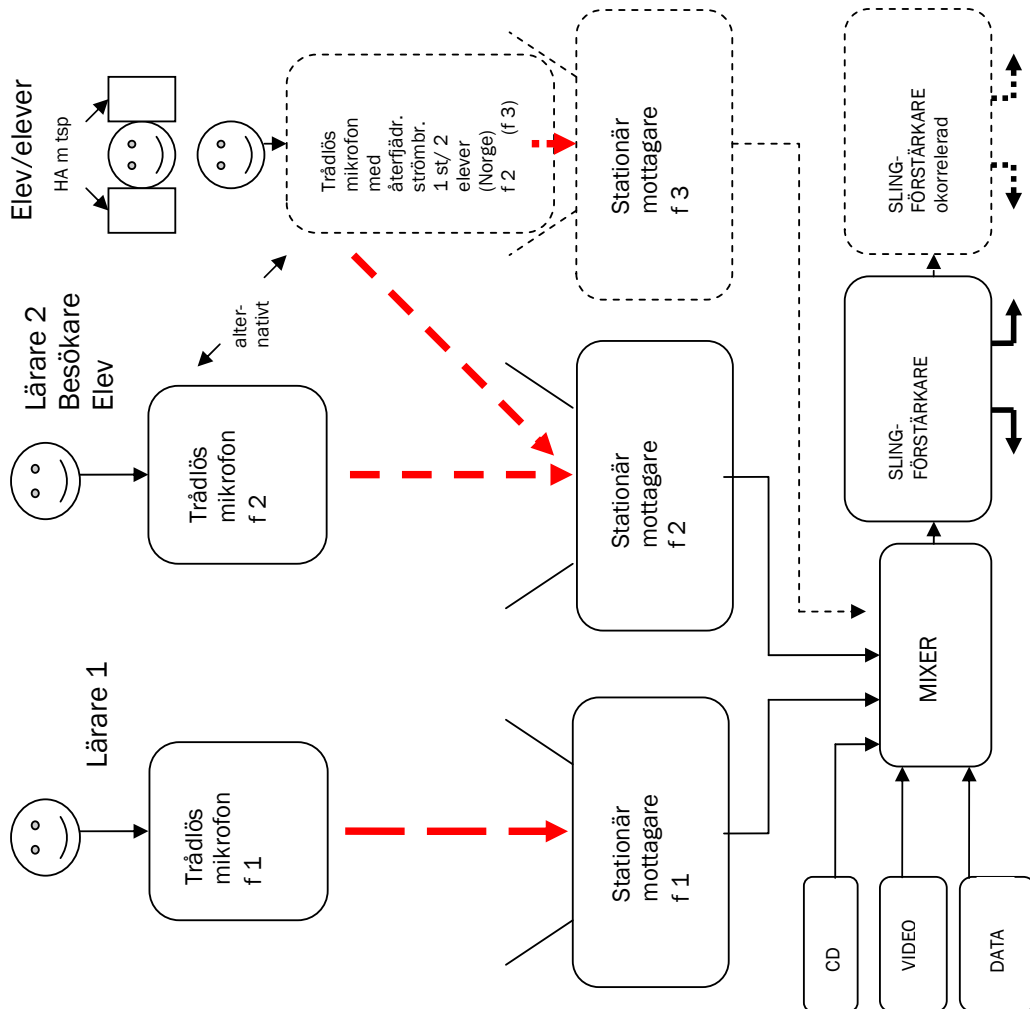 Lärare 1
Trådlös
mikrofon
f 1
Stationär
mottagare
f 1
Lärare 2
Besökare
Elev
Trådlös
mikrofon
f 2
Stationär
mottagare
f 2
alter-
nativt
Elev/elever
HA m tsp
Trådlös
mikrofon
med
återfjädr.
strömbr.
1 st/ 2
elever
(Norge)
f 2 (f 3)
Stationär
mottagare
f 3
CD
VIDEO
DATA
MIXER
SLING-
FÖRSTÄRKARE
SLING-
FÖRSTÄRKARE
okorrelerad